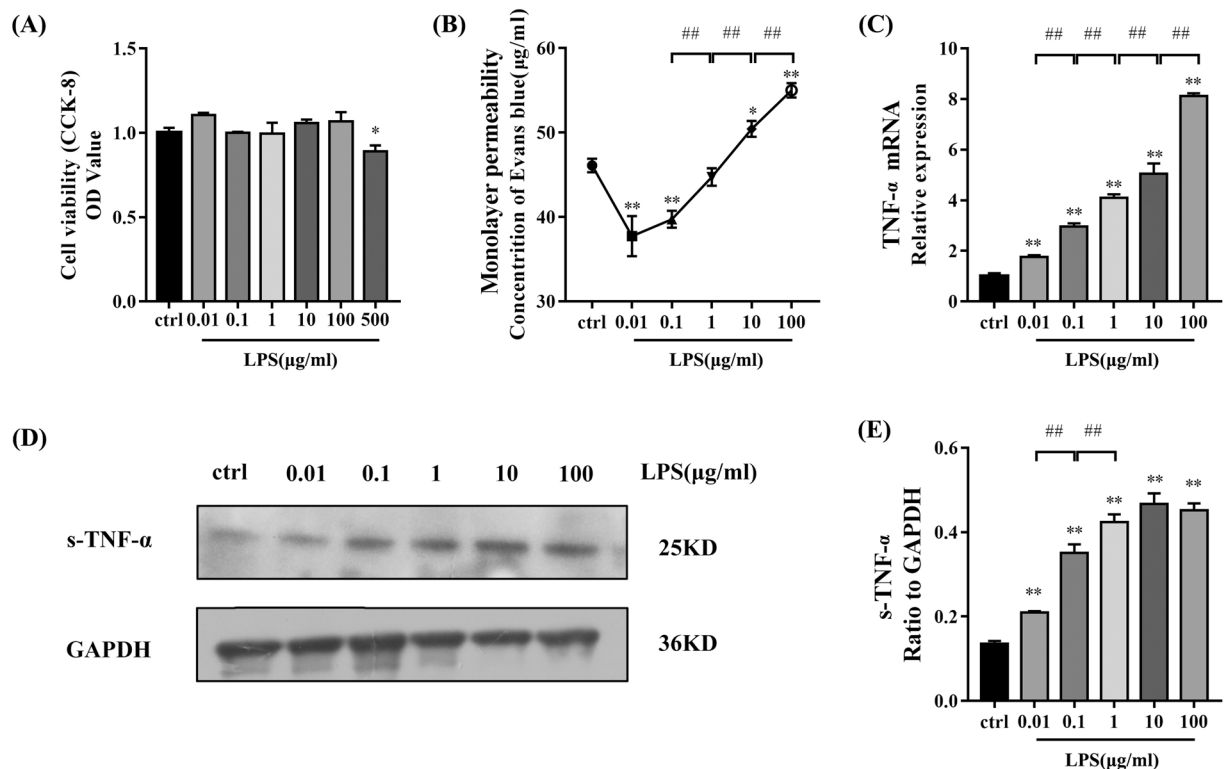 (A)
Cell viability (CCK-8)
OD Value
1.5
1.0
0.5
0.0
*
ctrl 0.01 0.1 1 10 100 500
LPS(μg/ml)
(B)
Monolayer permeability
Concentrition of Evans blue(μg/ml)
## ## ##
60
50
40
30
** ** * **
ctrl 0.01 0.1 1 10 100
LPS(μg/ml)
(C)
TNF-α mRNA
Relative expression
## ## ## ##
10
8
6
4
2
0
** ** ** ** **
ctrl 0.01 0.1 1 10 100
LPS(μg/ml)
(D)
ctrl 0.01 0.1 1 10 100 LPS(μg/ml)
s-TNF-α 25KD
GAPDH 36KD
(E)
s-TNF-α
Ratio to GAPDH
## ##
0.6
0.4
0.2
0.0
** ** ** ** **
ctrl 0.01 0.1 1 10 100
LPS(μg/ml)